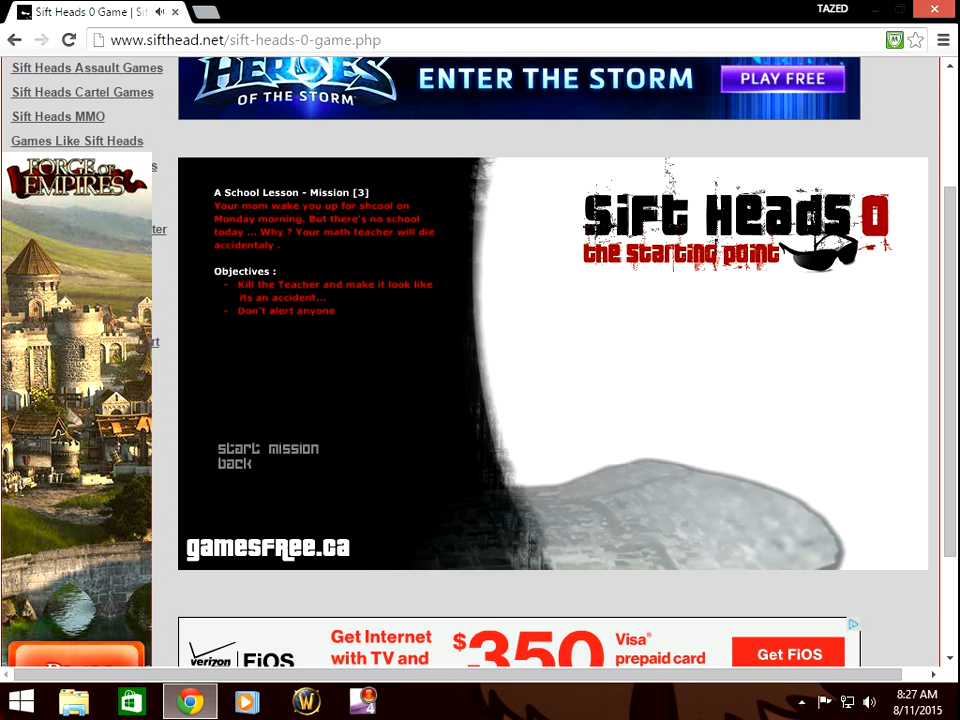 Sift Heads 0 Game | Sif
TAZED
www.sifthead.net/sift-heads-0-game.php
Sift Heads Assault Games
Sift Heads Cartel Games
Sift Heads MMO
Games Like Sift Heads
s
ter
rt
HEROES
OF THE STORM
ENTER THE STORM
PLAY FREE
FORGE OF
EMPIRES
A School Lesson - Mission [3]
Your mom wake you up for shcool on
Monday morning. But there's no school
today ... Why ? Your math teacher will die
accidentaly .
Objectives :
- Kill the Teacher and make it look like
its an accident...
- Don't alert anyone
start mission
back
gamesfree.ca
Sift Heads 0
the starting point
verizon FiOS
Get Internet
with TV and
$350
Visa®
prepaid card
Get FiOS
8:27 AM
8/11/2015